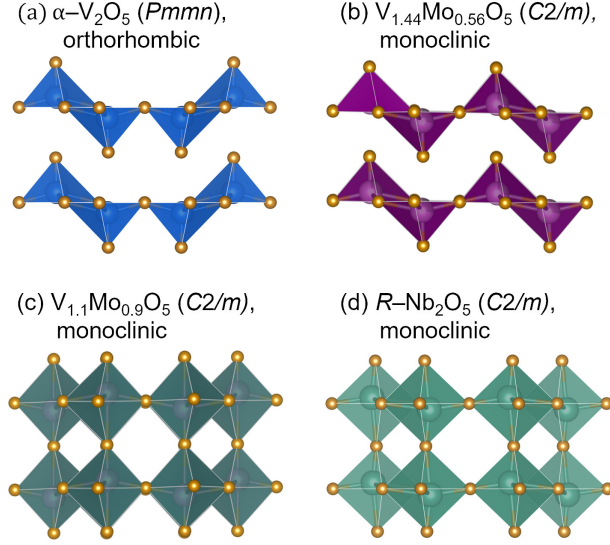 (a) α–V₂O₅ (Pmmn),
orthorhombic
(b) V₁.₄₄Mo₀.₅₆O₅ (C2/m),
monoclinic
(c) V₁.₁Mo₀.₉O₅ (C2/m),
monoclinic
(d) R–Nb₂O₅ (C2/m),
monoclinic